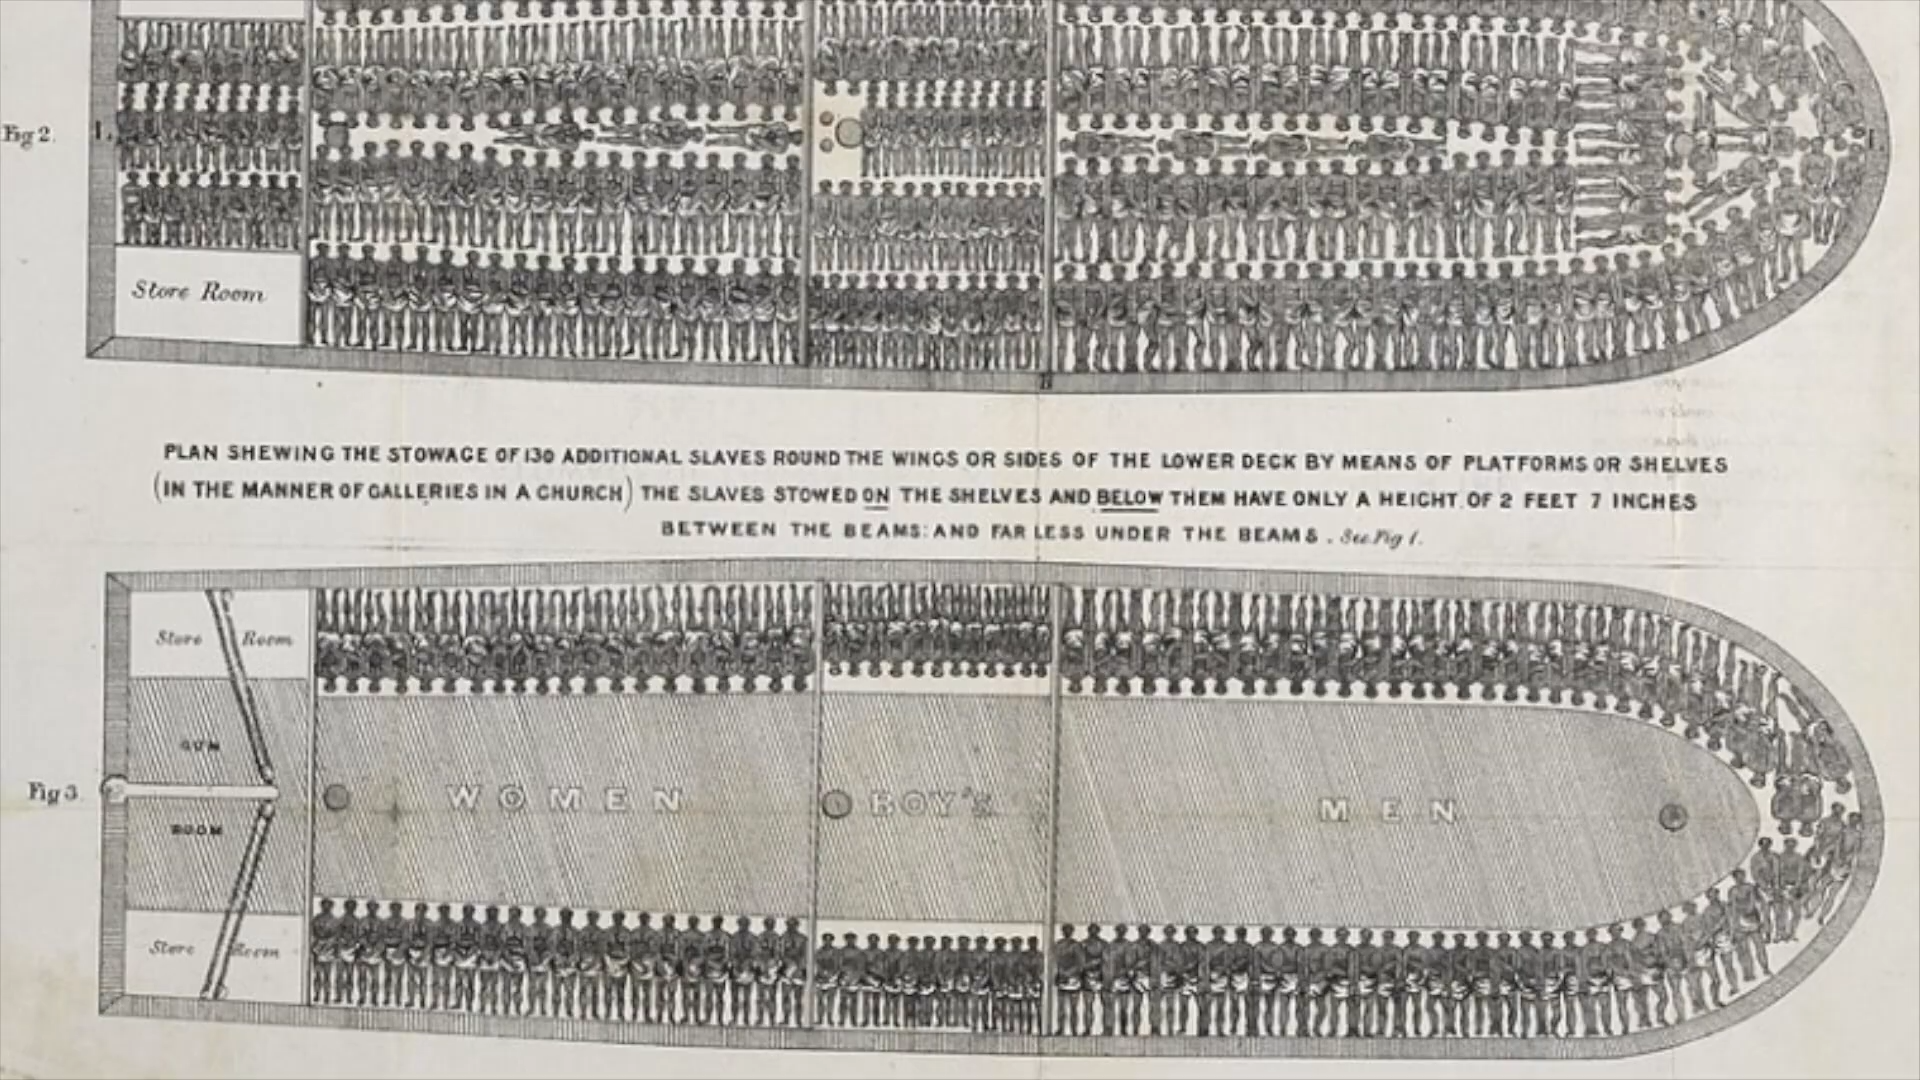 Fig 2.
I.
I.
Store Room
B
PLAN SHEWING THE STOWAGE OF 130 ADDITIONAL SLAVES ROUND THE WINGS OR SIDES OF THE LOWER DECK BY MEANS OF PLATFORMS OR SHELVES
(IN THE MANNER OF GALLERIES IN A CHURCH) THE SLAVES STOWED ON THE SHELVES AND BELOW THEM HAVE ONLY A HEIGHT OF 2 FEET 7 INCHES
BETWEEN THE BEAMS: AND FAR LESS UNDER THE BEAMS. See Fig 1.
Store Room
GUN
Fig 3.
WOMEN BOY'S MEN
ROOM
Store Room